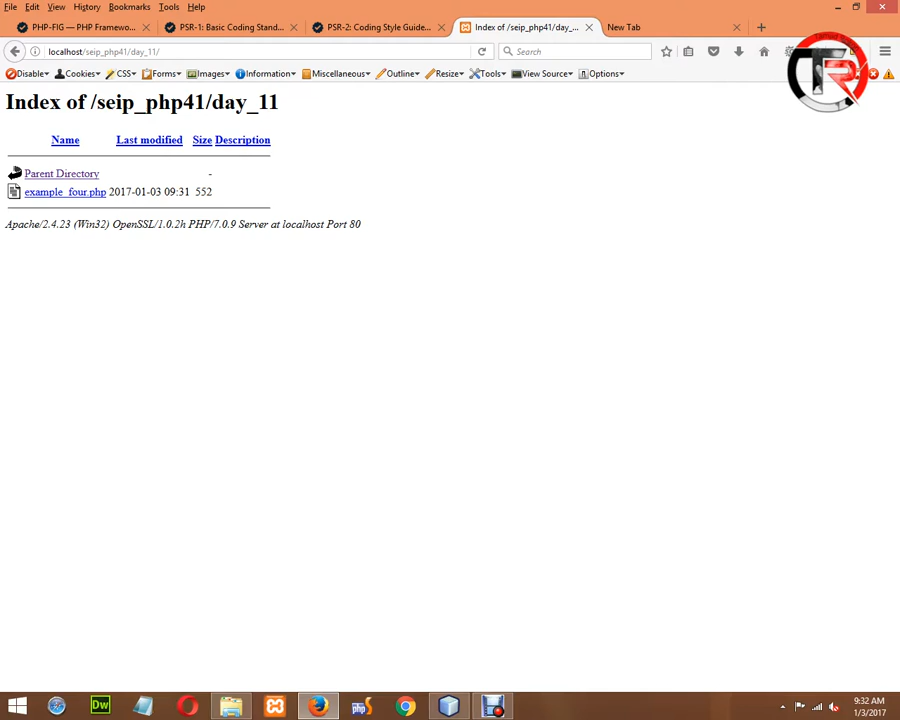 File Edit View History Bookmarks Tools Help
PHP-FIG — PHP Framewo... PSR-1: Basic Coding Stand... PSR-2: Coding Style Guide... Index of /seip_php41/day_... New Tab
localhost/seip_php41/day_11/ Search
Disable Cookies CSS Forms Images Information Miscellaneous Outline Resize Tools View Source Options
Index of /seip_php41/day_11
Name Last modified Size Description
Parent Directory -
example_four.php 2017-01-03 09:31 552
Apache/2.4.23 (Win32) OpenSSL/1.0.2h PHP/7.0.9 Server at localhost Port 80
Dw
9:32 AM
1/3/2017